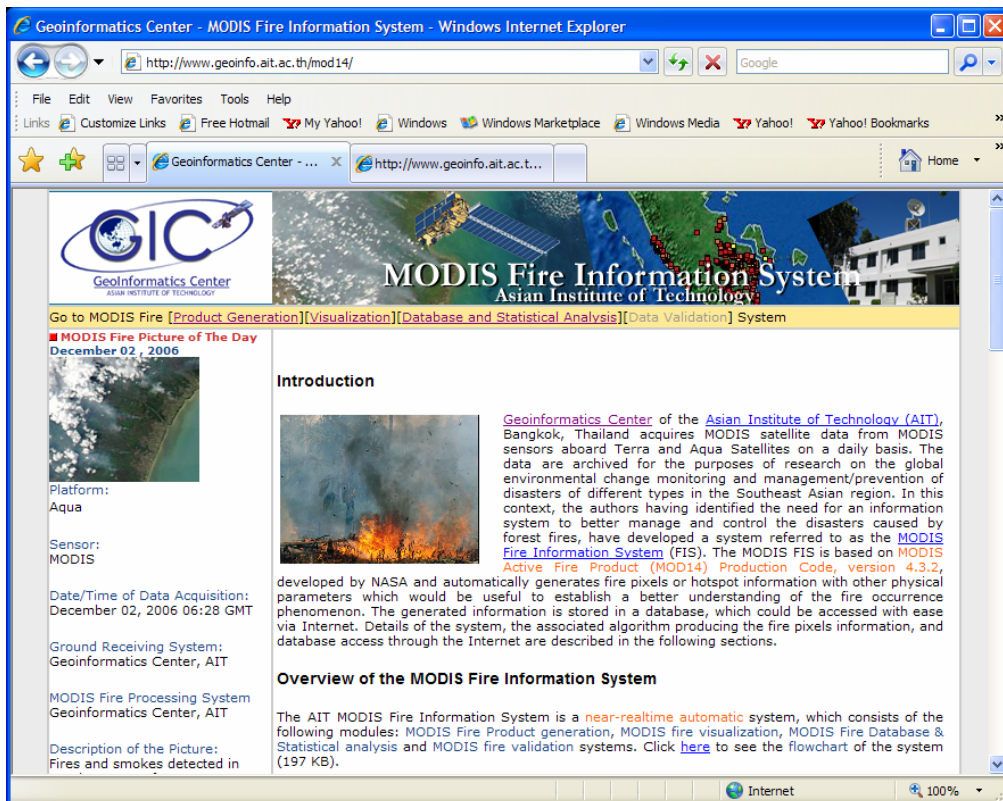 Geoinformatics Center - MODIS Fire Information System - Windows Internet Explorer
http://www.geoinfo.ait.ac.th/mod14/
Google
File Edit View Favorites Tools Help
Links Customize Links Free Hotmail My Yahoo! Windows Windows Marketplace Windows Media Yahoo! Yahoo! Bookmarks »
Geoinformatics Center - ... X http://www.geoinfo.ait.ac.t... Home »
GIC
GeoInformatics Center
ASIAN INSTITUTE OF TECHNOLOGY
MODIS Fire Information System
Asian Institute of Technology
Go to MODIS Fire [Product Generation][Visualization][Database and Statistical Analysis][Data Validation] System
MODIS Fire Picture of The Day
December 02 , 2006
Platform:
Aqua
Sensor:
MODIS
Date/Time of Data Acquisition:
December 02, 2006 06:28 GMT
Ground Receiving System:
Geoinformatics Center, AIT
MODIS Fire Processing System
Geoinformatics Center, AIT
Description of the Picture:
Fires and smokes detected in
Introduction
Geoinformatics Center of the Asian Institute of Technology (AIT),
Bangkok, Thailand acquires MODIS satellite data from MODIS
sensors aboard Terra and Aqua Satellites on a daily basis. The
data are archived for the purposes of research on the global
environmental change monitoring and management/prevention of
disasters of different types in the Southeast Asian region. In this
context, the authors having identified the need for an information
system to better manage and control the disasters caused by
forest fires, have developed a system referred to as the MODIS
Fire Information System (FIS). The MODIS FIS is based on MODIS
Active Fire Product (MOD14) Production Code, version 4.3.2,
developed by NASA and automatically generates fire pixels or hotspot information with other physical
parameters which would be useful to establish a better understanding of the fire occurrence
phenomenon. The generated information is stored in a database, which could be accessed with ease
via Internet. Details of the system, the associated algorithm producing the fire pixels information, and
database access through the Internet are described in the following sections.
Overview of the MODIS Fire Information System
The AIT MODIS Fire Information System is a near-realtime automatic system, which consists of the
following modules: MODIS Fire Product generation, MODIS fire visualization, MODIS Fire Database &
Statistical analysis and MODIS fire validation systems. Click here to see the flowchart of the system
(197 KB).
Internet 100%